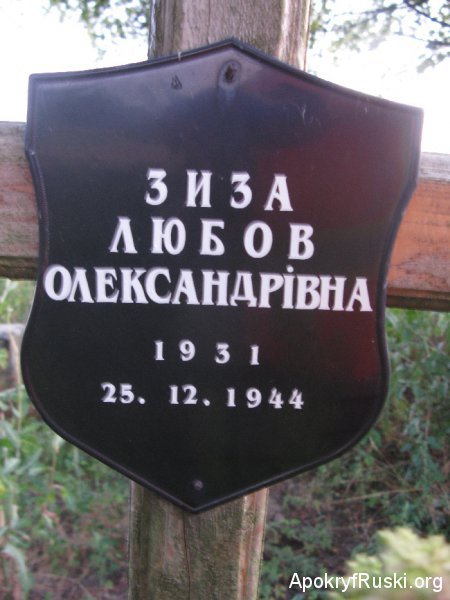 ЗИЗА
ЛЮБОВ
ОЛЕКСАНДРІВНА
1931
25. 12. 1944
ApokryfRuski.org